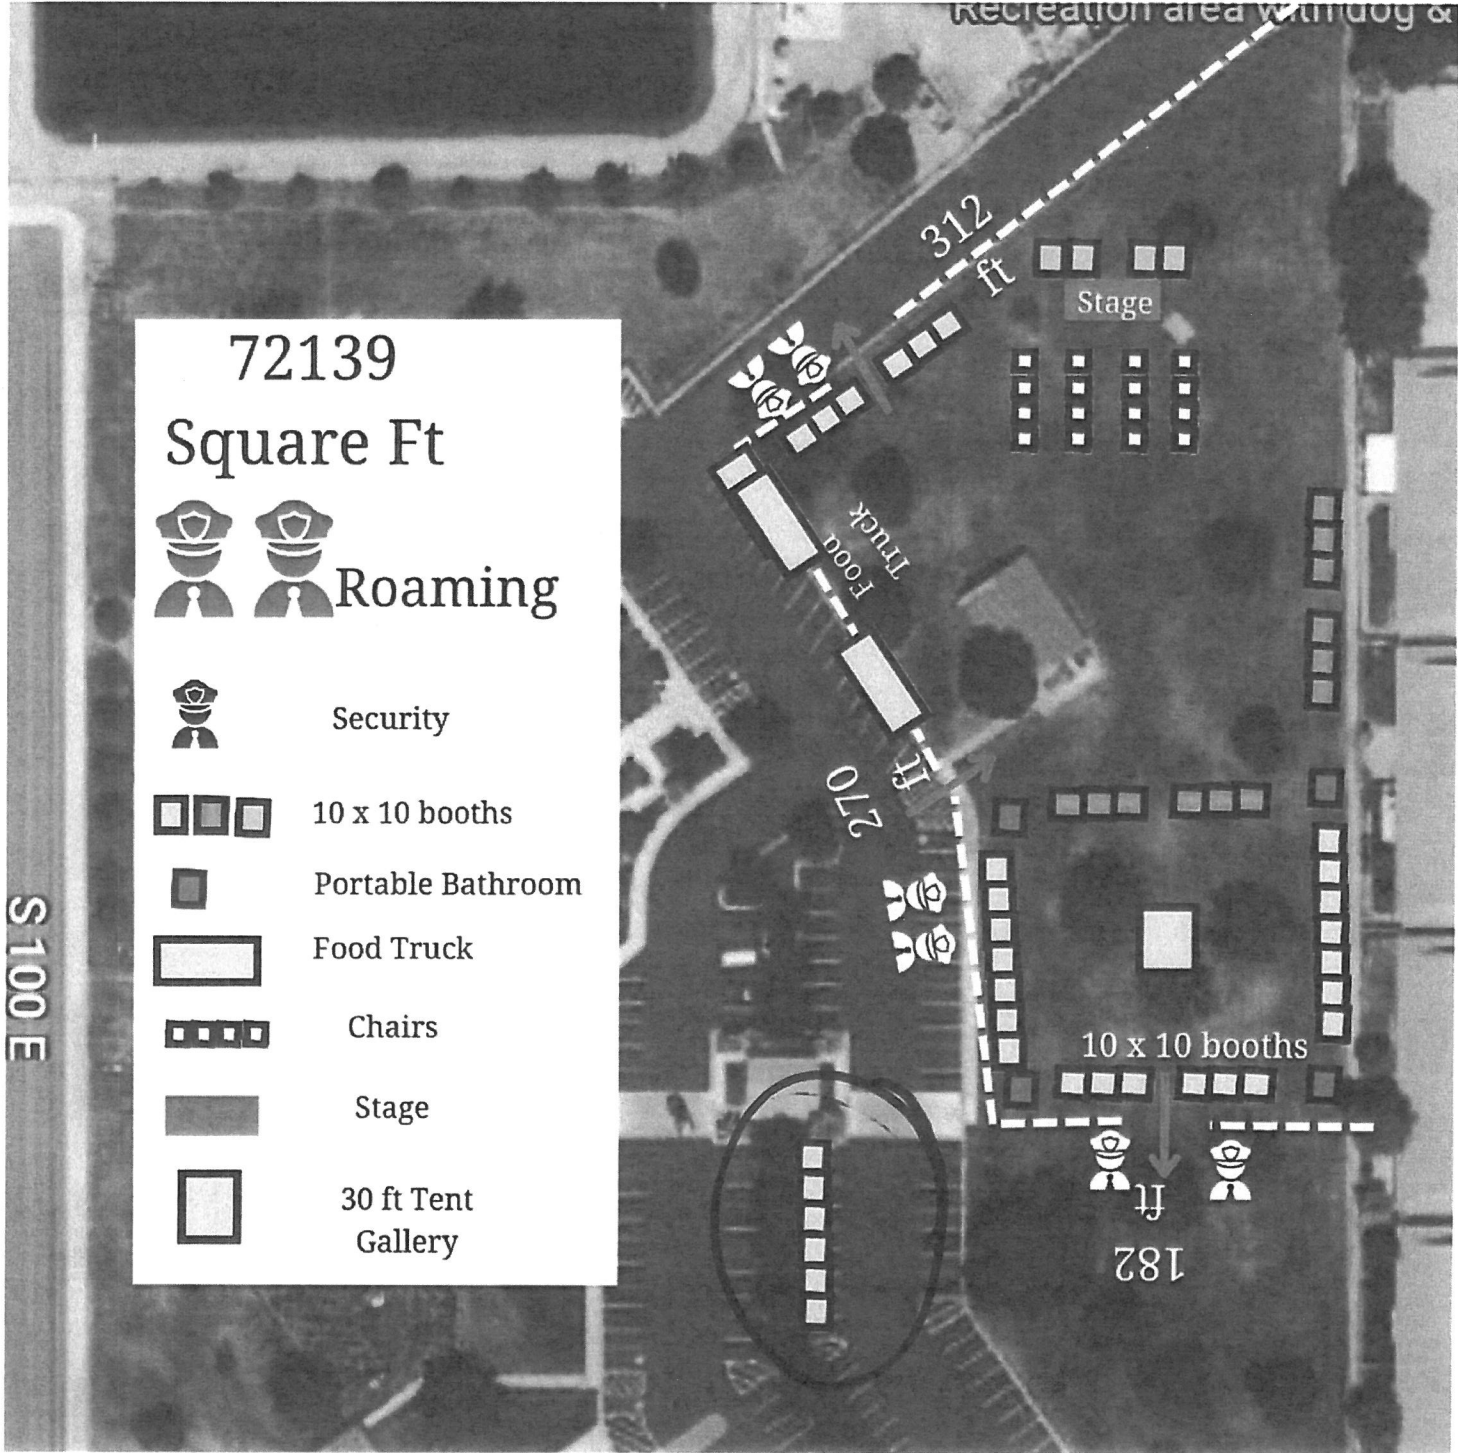 Recreation area with dog &
312
ft
Stage
72139
Square Ft
Roaming
Security
10 x 10 booths
Portable Bathroom
Food Truck
Chairs
Stage
30 ft Tent
Gallery
Food
Truck
270
ft
S 100 E
10 x 10 booths
ft
182